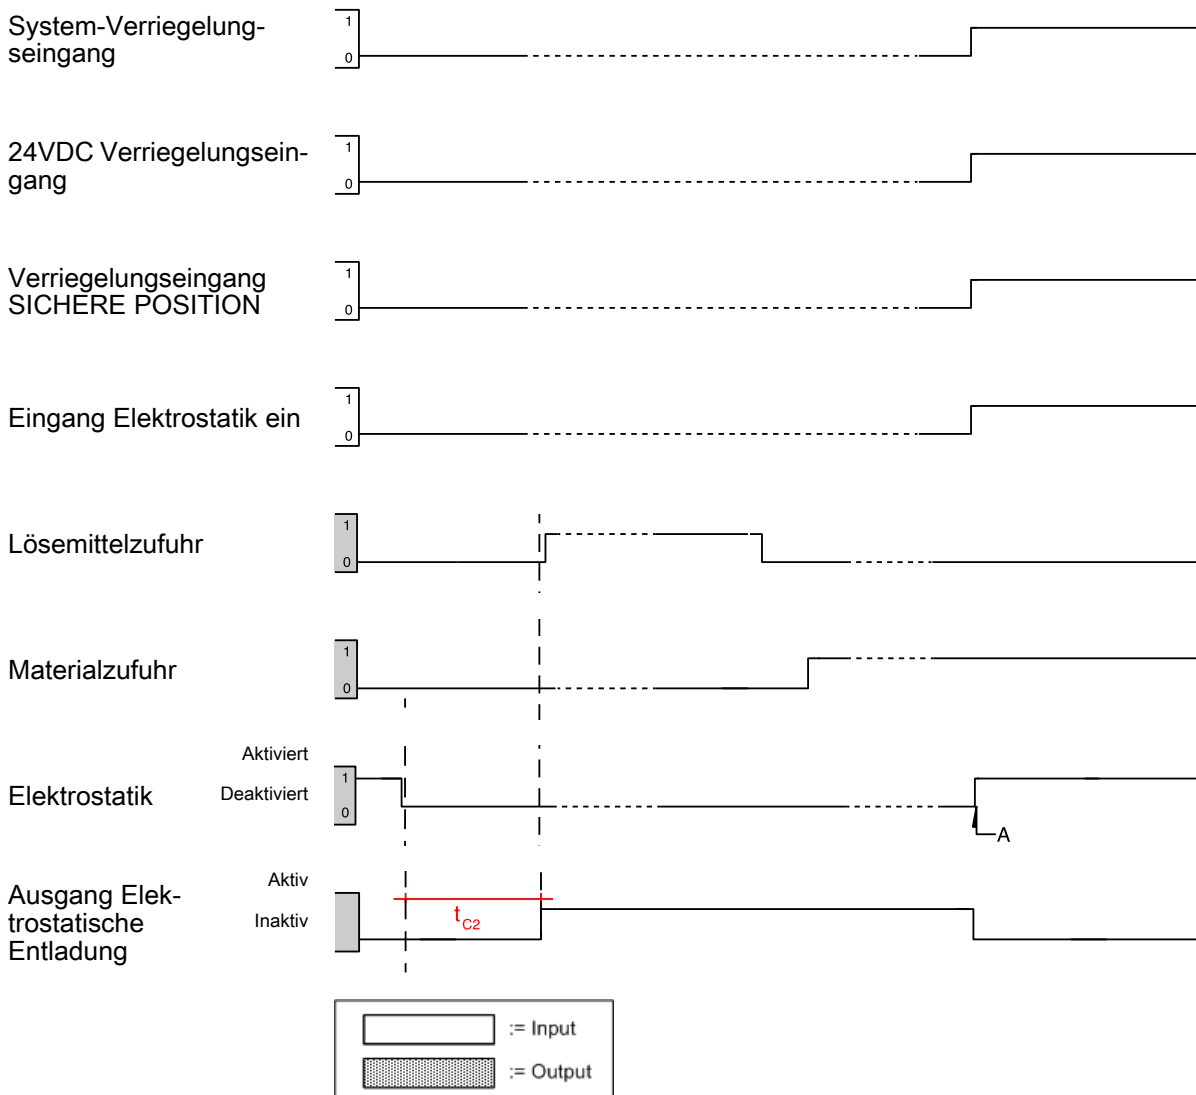 System-Verriegelung-
seingang
1
0
24VDC Verriegelungsein-
gang
1
0
Verriegelungseingang
SICHERE POSITION
1
0
Eingang Elektrostatik ein
1
0
Lösemittelzufuhr
1
0
Materialzufuhr
1
0
Elektrostatik
Aktiviert
Deaktiviert
1
0
A
Ausgang Elek-
trostatische
Entladung
Aktiv
Inaktiv
tC2
:= Input
:= Output